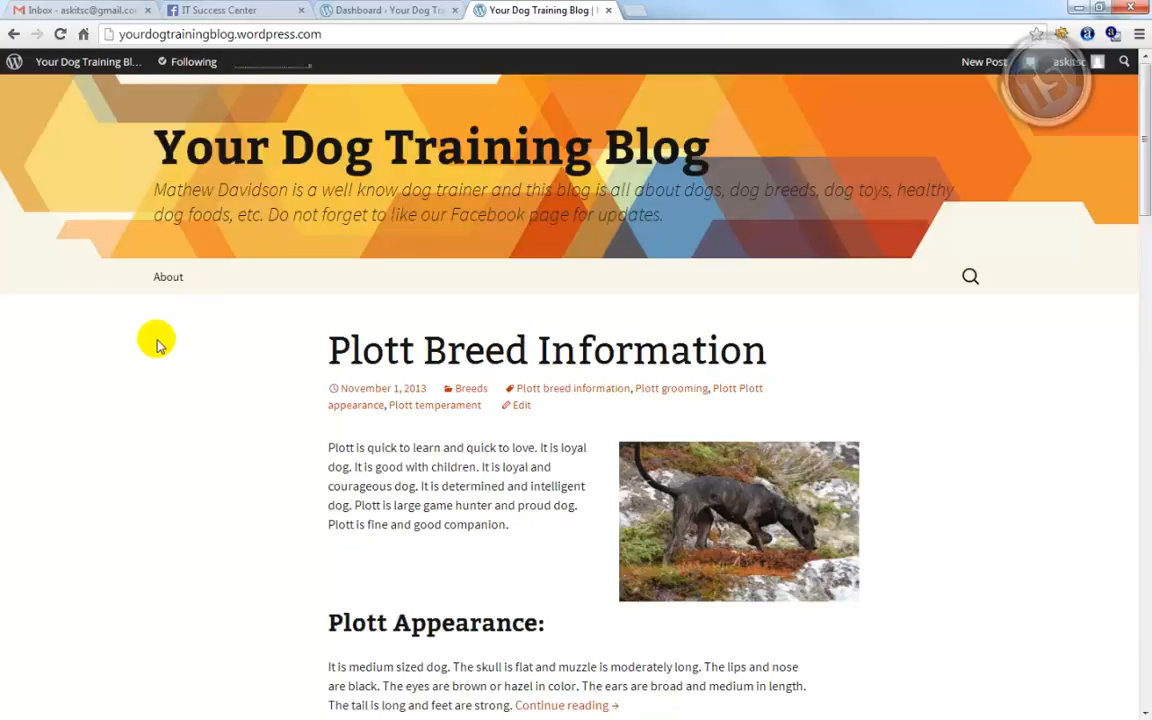 Inbox - askitsc@gmail.co
IT Success Center
Dashboard ‹ Your Dog Tr
Your Dog Training Blog |
yourdogtrainingblog.wordpress.com
Your Dog Training Bl... Following New Post askitsc
Your Dog Training Blog
Mathew Davidson is a well know dog trainer and this blog is all about dogs, dog breeds, dog toys, healthy
dog foods, etc. Do not forget to like our Facebook page for updates.
About
Plott Breed Information
November 1, 2013 Breeds Plott breed information, Plott grooming, Plott Plott
appearance, Plott temperament Edit
Plott is quick to learn and quick to love. It is loyal
dog. It is good with children. It is loyal and
courageous dog. It is determined and intelligent
dog. Plott is large game hunter and proud dog.
Plott is fine and good companion.
Plott Appearance:
It is medium sized dog. The skull is flat and muzzle is moderately long. The lips and nose
are black. The eyes are brown or hazel in color. The ears are broad and medium in length.
The tail is long and feet are strong. Continue reading →